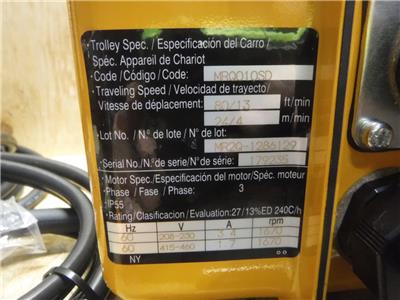 Trolley Spec. / Especificación del Carro /
Spéc. Appareil de Chariot
Code / Código / Code: MRQ010SD
Traveling Speed / Velocidad de trayecto /
Vitesse de déplacement: 80/13 ft/min
24/4 m/min
Lot No. / N.º de lote / N.º de lot:
MR2Q-1286129
Serial No. / N.º de serie / N.º de série: 179235
Motor Spec./Especificación del motor/Spéc. moteur
Phase / Fase / Phase: 3
IP55
Rating/Clasificacion / Evaluation: 27/13%ED 240C/h
Hz V A rpm
60 208-230 3.4 1670
60 415-460 1.7 1670
NY